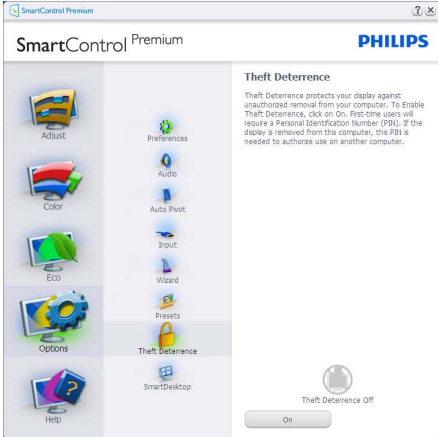 SmartControl Premium
? x
SmartControl Premium
PHILIPS
Adjust
Color
Eco
Options
Help
Preferences
Audio
Auto Pivot
Input
Wizard
Presets
Theft Deterrence
SmartDesktop
Theft Deterrence
Theft Deterrence protects your display against
unauthorized removal from your computer. To Enable
Theft Deterrence, click on On. First-time users will
require a Personal Identification Number (PIN). If the
display is removed from this computer, this PIN is
needed to authorize use on another computer.
Theft Deterrence Off
On